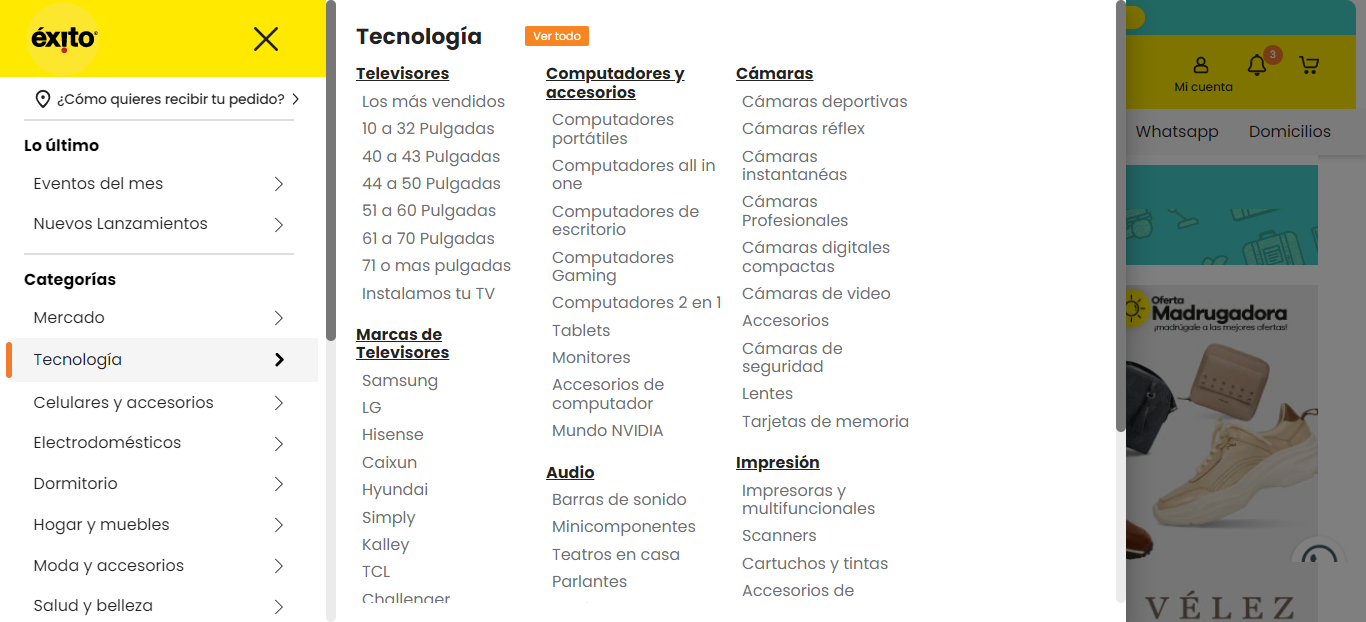 éxito
¿Cómo quieres recibir tu pedido?
Lo último
Eventos del mes
Nuevos Lanzamientos
Categorías
Mercado
Tecnología
Celulares y accesorios
Electrodomésticos
Dormitorio
Hogar y muebles
Moda y accesorios
Salud y belleza
Tecnología
Ver todo
Televisores
Los más vendidos
10 a 32 Pulgadas
40 a 43 Pulgadas
44 a 50 Pulgadas
51 a 60 Pulgadas
61 a 70 Pulgadas
71 o mas pulgadas
Instalamos tu TV
Marcas de
Televisores
Samsung
LG
Hisense
Caixun
Hyundai
Simply
Kalley
TCL
Challenger
Computadores y
accesorios
Computadores
portátiles
Computadores all in
one
Computadores de
escritorio
Computadores
Gaming
Computadores 2 en 1
Tablets
Monitores
Accesorios de
computador
Mundo NVIDIA
Audio
Barras de sonido
Minicomponentes
Teatros en casa
Parlantes
Cámaras
Cámaras deportivas
Cámaras réflex
Cámaras
instantanéas
Cámaras
Profesionales
Cámaras digitales
compactas
Cámaras de video
Accesorios
Cámaras de
seguridad
Lentes
Tarjetas de memoria
Impresión
Impresoras y
multifuncionales
Scanners
Cartuchos y tintas
Accesorios de
3
Mi cuenta
Whatsapp
Domicilios
Oferta
Madrugadora
¡madrúgale a las mejores ofertas!
VÉLEZ